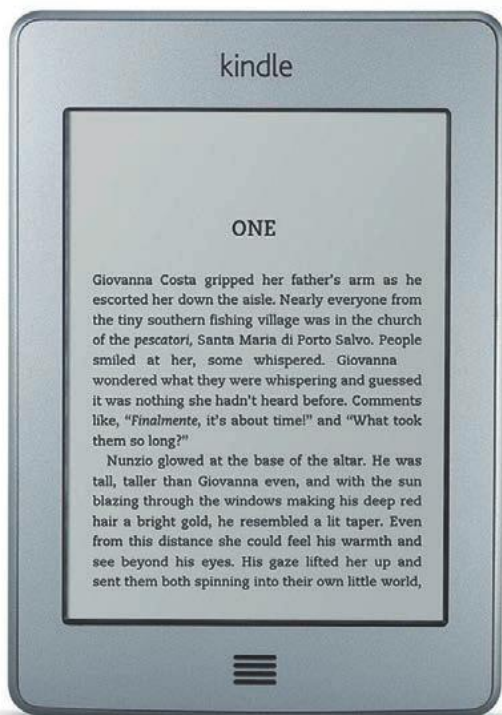 kindle
ONE
Giovanna Costa gripped her father's arm as he
escorted her down the aisle. Nearly everyone from
the tiny southern fishing village was in the church
of the pescatori, Santa Maria di Porto Salvo. People
smiled at her, some whispered. Giovanna
wondered what they were whispering and guessed
it was nothing she hadn't heard before. Comments
like, "Finalmente, it's about time!" and "What took
them so long?"
Nunzio glowed at the base of the altar. He was
tall, taller than Giovanna even, and with the sun
blazing through the windows making his deep red
hair a bright gold, he resembled a lit taper. Even
from this distance she could feel his warmth and
see beyond his eyes. His gaze lifted her up and
sent them both spinning into their own little world,